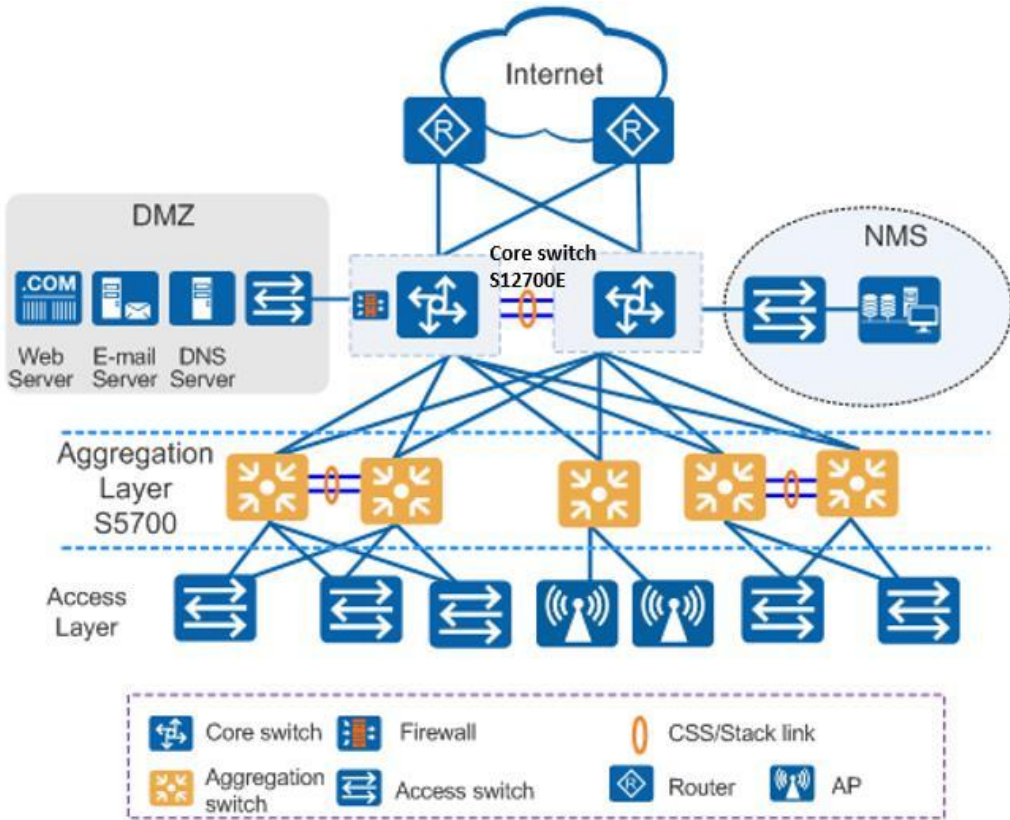 Internet
R
R
DMZ
Core switch
S12700E
NMS
.COM
Web
Server
E-mail
Server
DNS
Server
Aggregation
Layer
S5700
Access
Layer
Core switch
Firewall
CSS/Stack link
Aggregation
switch
Access switch
R
Router
AP